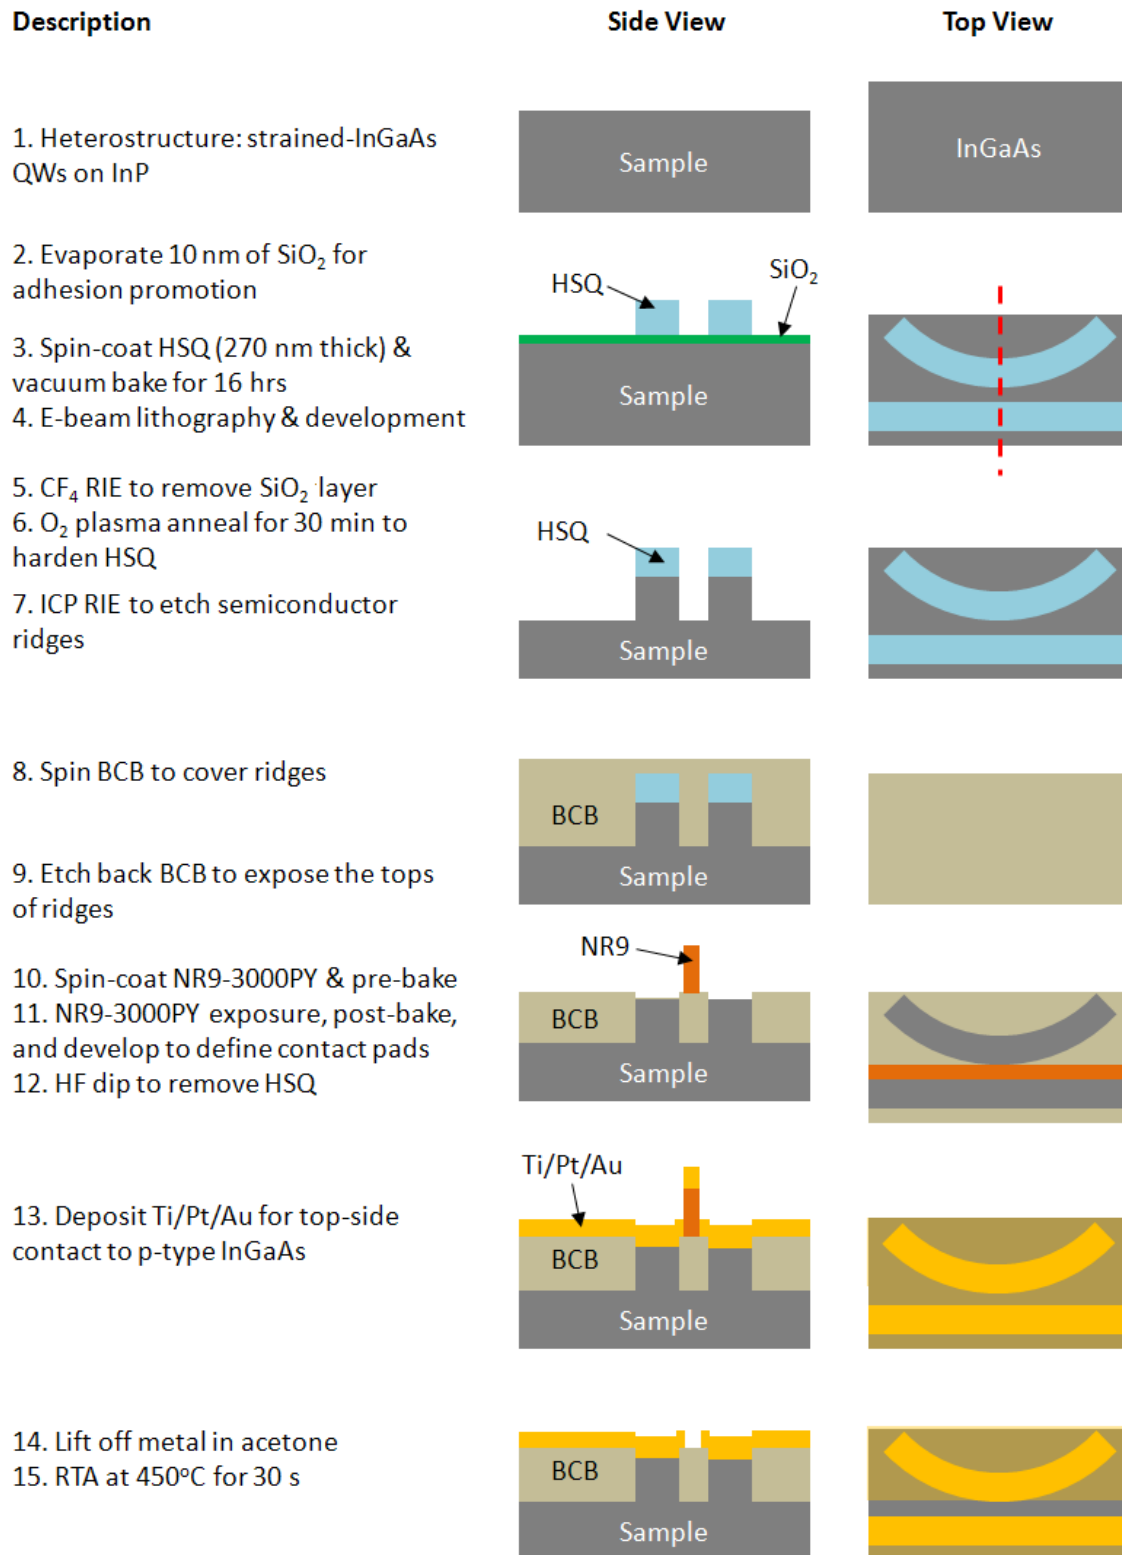 Description Side View Top View
1. Heterostructure: strained-InGaAs
QWs on InP
Sample
InGaAs
2. Evaporate 10 nm of SiO₂ for
adhesion promotion
HSQ
SiO₂
3. Spin-coat HSQ (270 nm thick) &
vacuum bake for 16 hrs
4. E-beam lithography & development
Sample
5. CF₄ RIE to remove SiO₂ layer
6. O₂ plasma anneal for 30 min to
harden HSQ
HSQ
7. ICP RIE to etch semiconductor
ridges
Sample
8. Spin BCB to cover ridges
BCB
9. Etch back BCB to expose the tops
of ridges
Sample
NR9
10. Spin-coat NR9-3000PY & pre-bake
11. NR9-3000PY exposure, post-bake,
and develop to define contact pads
12. HF dip to remove HSQ
BCB
Sample
Ti/Pt/Au
13. Deposit Ti/Pt/Au for top-side
contact to p-type InGaAs
BCB
Sample
14. Lift off metal in acetone
15. RTA at 450°C for 30 s
BCB
Sample